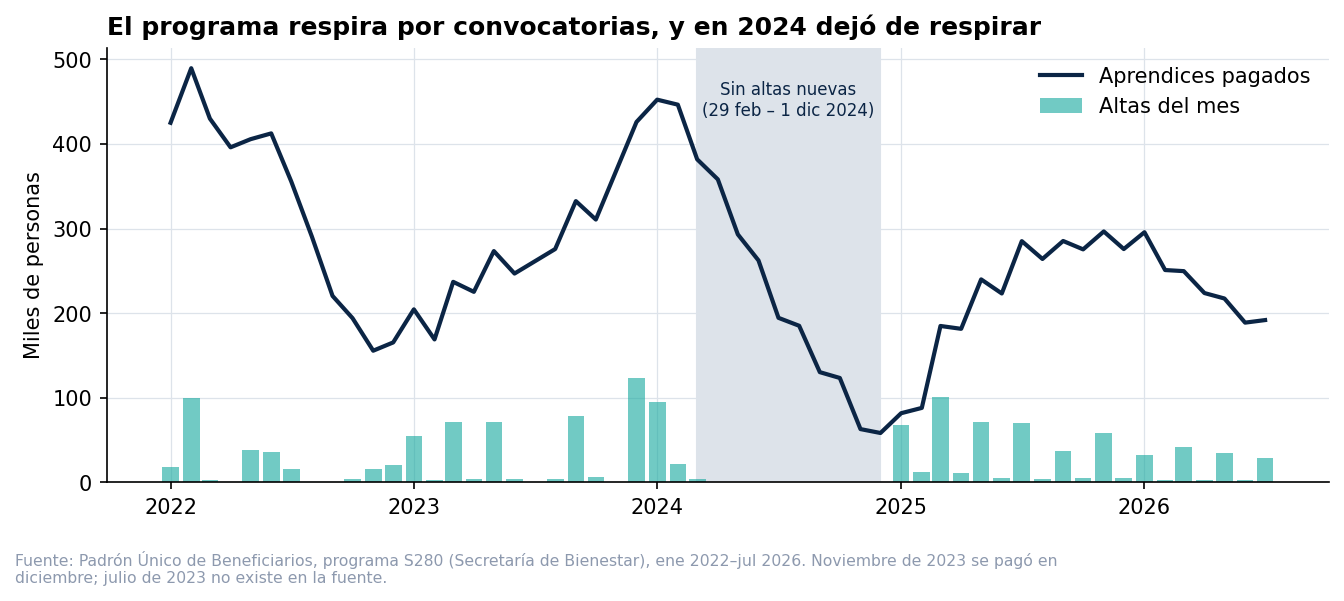 El programa respira por convocatorias, y en 2024 dejó de respirar
Sin altas nuevas
(29 feb – 1 dic 2024)
Aprendices pagados
Altas del mes
Miles de personas
500
400
300
200
100
0
2022
2023
2024
2025
2026
Fuente: Padrón Único de Beneficiarios, programa S280 (Secretaría de Bienestar), ene 2022–jul 2026. Noviembre de 2023 se pagó en
diciembre; julio de 2023 no existe en la fuente.